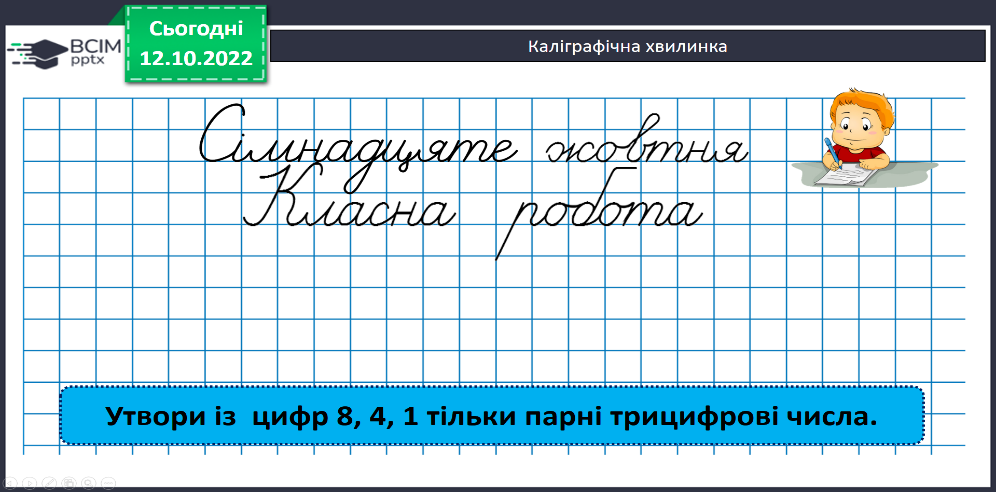 Сьогодні
12.10.2022
ВСІМ
pptx
Каліграфічна хвилинка
Сімнадцяте жовтня
Класна робота
Утвори із цифр 8, 4, 1 тільки парні трицифрові числа.